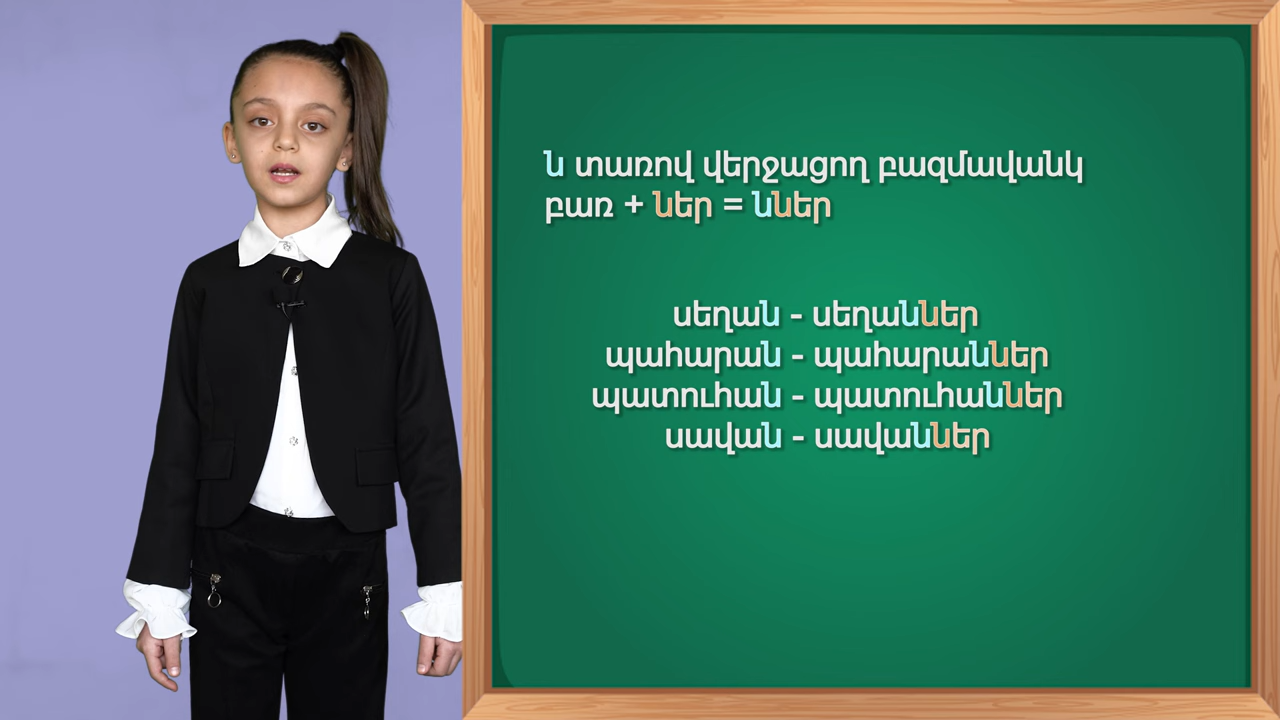 ն տառով վերջացող բազմավանկ
բառ + ներ = ններ
սեղան - սեղաններ
պահարան - պահարաններ
պատուհան - պատուհաններ
սավան - սավաններ